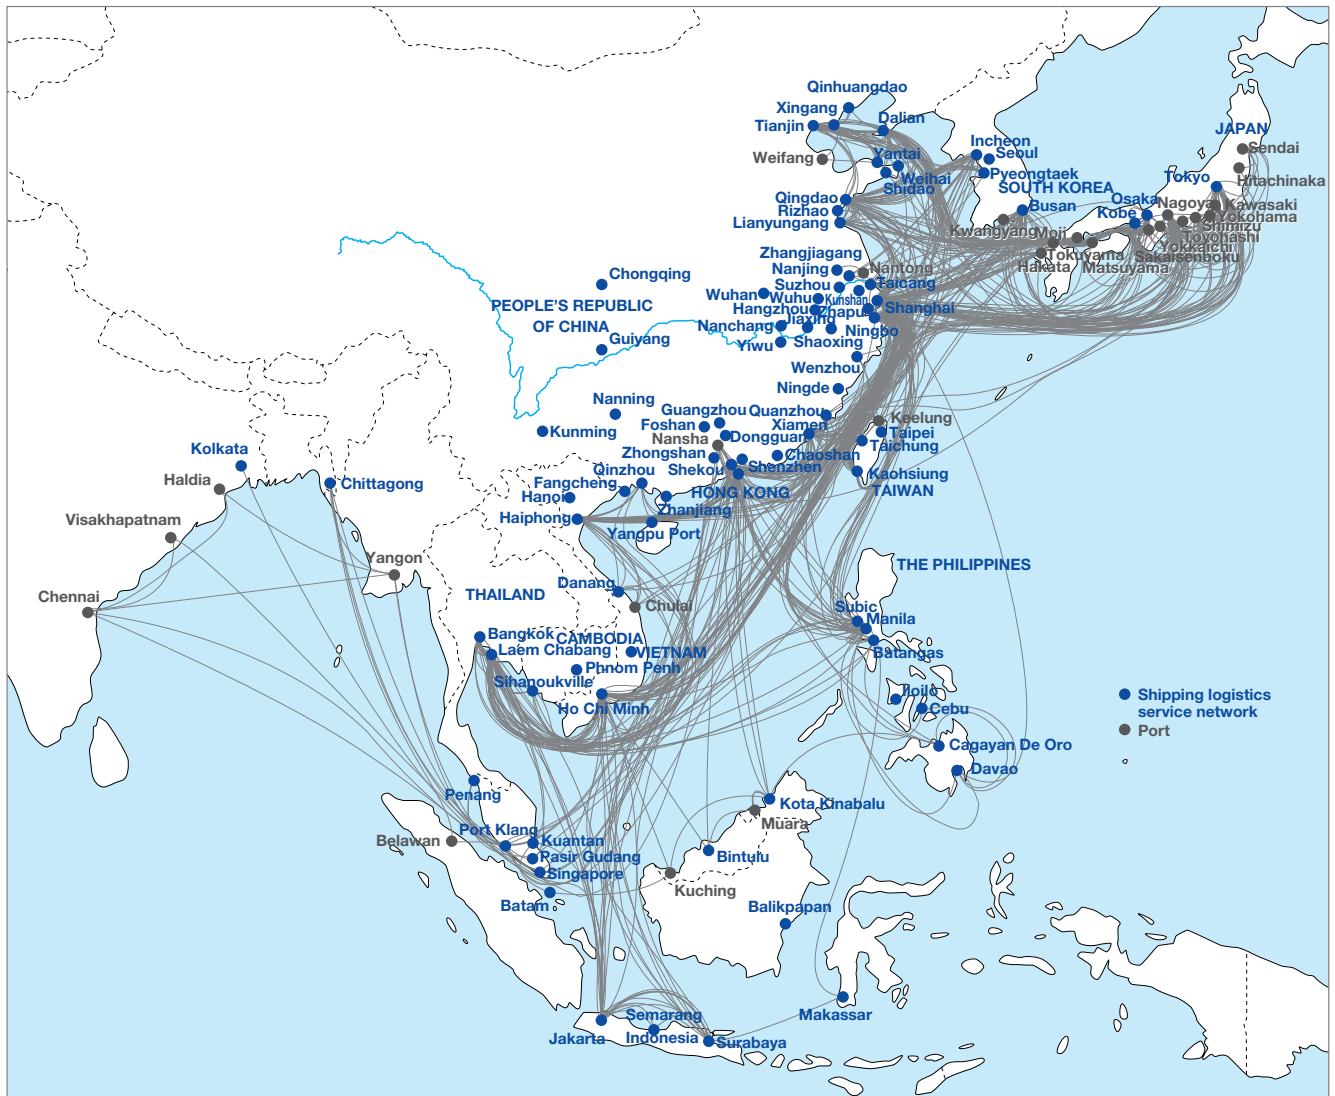 Qinhuangdao
Xingang
Tianjin
Dalian
JAPAN
Incheon
Sendai
Weifang
Yantai
Seoul
Weihai
Pyeongtaek
Hitachinaka
Tokyo
Shidao
SOUTH KOREA
Qingdao
Osaka
Nagoya
Kawasaki
Rizhao
Busan
Kobe
Yokohama
Lianyungang
Shimizu
Kwangyang
Moji
Toyohashi
Yokkaichi
Zhangjiagang
Tokuyama
Sakaisenboku
Nanjing
Nantong
Hakata
Matsuyama
Chongqing
Suzhou
Taicang
Wuhan
Wuhu
Kunshan
PEOPLE'S REPUBLIC
OF CHINA
Hangzhou
Zhapu
Shanghai
Nanchang
Jiaxing
Ningbo
Guiyang
Yiwu
Shaoxing
Wenzhou
Ningde
Nanning
Guangzhou
Quanzhou
Keelung
Foshan
Xiamen
Kunming
Nansha
Dongguan
Taipei
Taichung
Kolkata
Zhongshan
Chaoshan
Qinzhou
Shekou
Shenzhen
Kaohsiung
Haldia
Chittagong
Fangcheng
Hanoi
HONG KONG
TAIWAN
Zhanjiang
Visakhapatnam
Haiphong
Yangpu Port
Yangon
THE PHILIPPINES
Danang
Chennai
THAILAND
Chulai
Subic
Manila
Bangkok
CAMBODIA
Laem Chabang
VIETNAM
Batangas
Phnom Penh
Sihanoukville
Iloilo
Shipping logistics
service network
Ho Chi Minh
Cebu
Port
Cagayan De Oro
Davao
Penang
Kota Kinabalu
Muara
Port Klang
Belawan
Kuantan
Pasir Gudang
Bintulu
Singapore
Kuching
Batam
Balikpapan
Makassar
Semarang
Jakarta
Indonesia
Surabaya